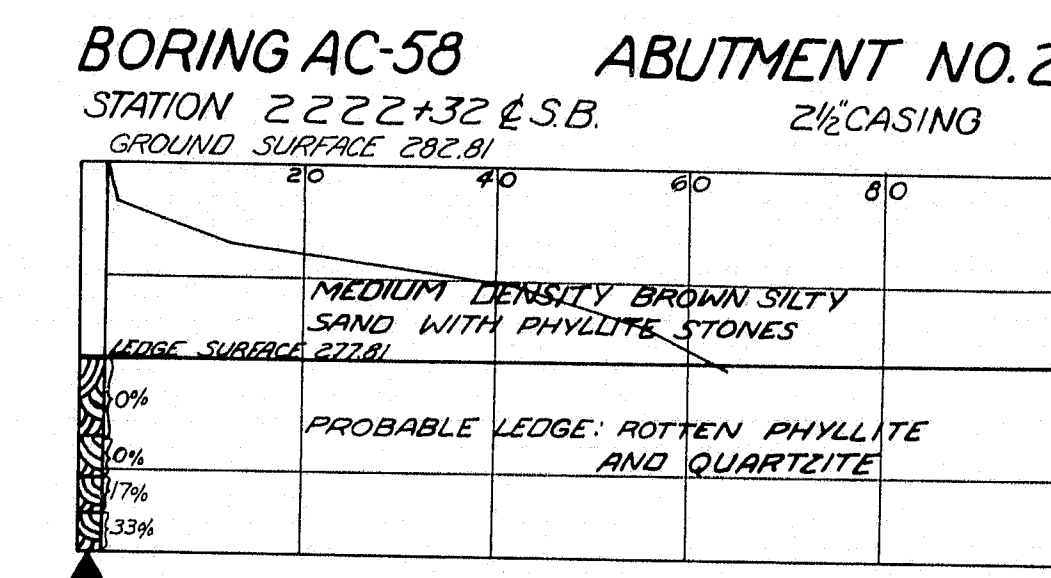 BORING AC-58 ABUTMENT NO. 2
STATION 2222+32 ℄ S.B. 2½" CASING
GROUND SURFACE 282.81
20 40 60 80
MEDIUM DENSITY BROWN SILTY
SAND WITH PHYLLITE STONES
LEDGE SURFACE 277.81
0%
PROBABLE LEDGE: ROTTEN PHYLLITE
AND QUARTZITE
0%
17%
33%